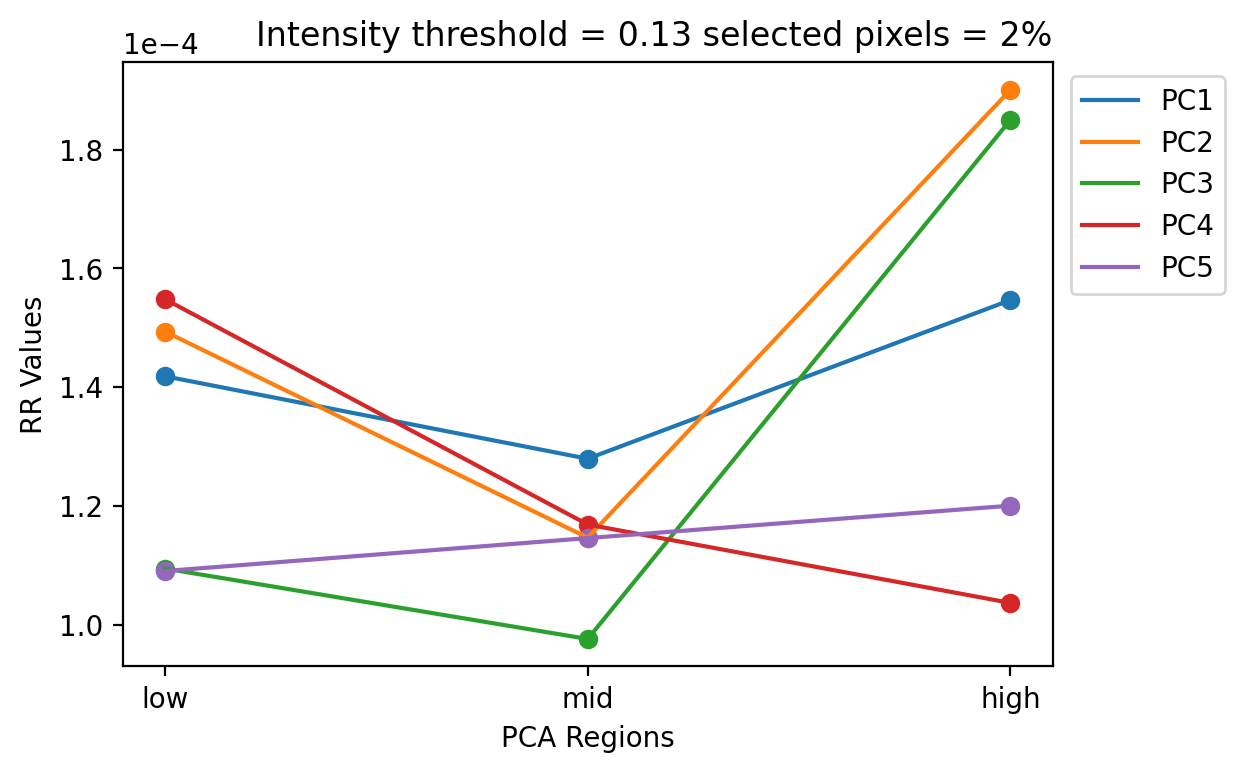 Intensity threshold = 0.13 selected pixels = 2%
1e−4
1.8
1.6
1.4
1.2
1.0
RR Values
low mid high
PCA Regions
PC1
PC2
PC3
PC4
PC5